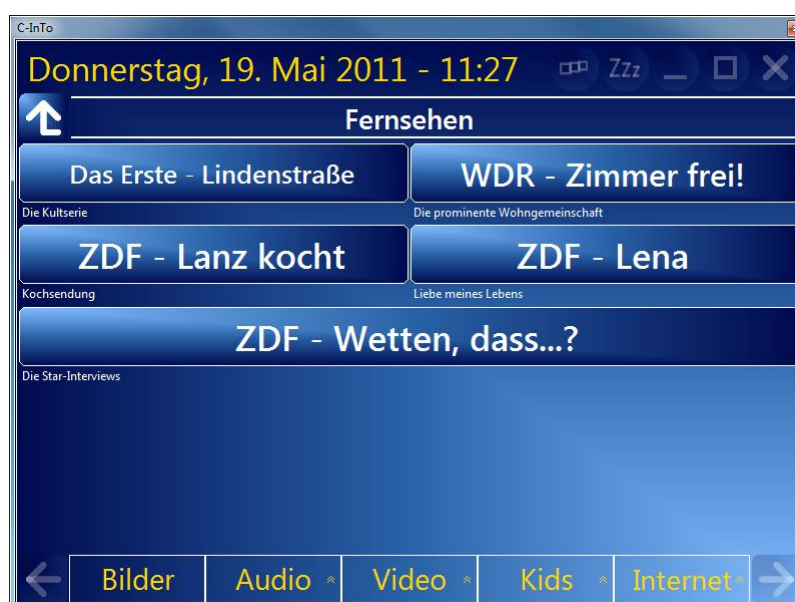 C-InTo
Donnerstag, 19. Mai 2011 - 11:27 Zzz
Fernsehen
Das Erste - Lindenstraße WDR - Zimmer frei!
Die Kultserie Die prominente Wohngemeinschaft
ZDF - Lanz kocht ZDF - Lena
Kochsendung Liebe meines Lebens
ZDF - Wetten, dass...?
Die Star-Interviews
Bilder Audio Video Kids Internet